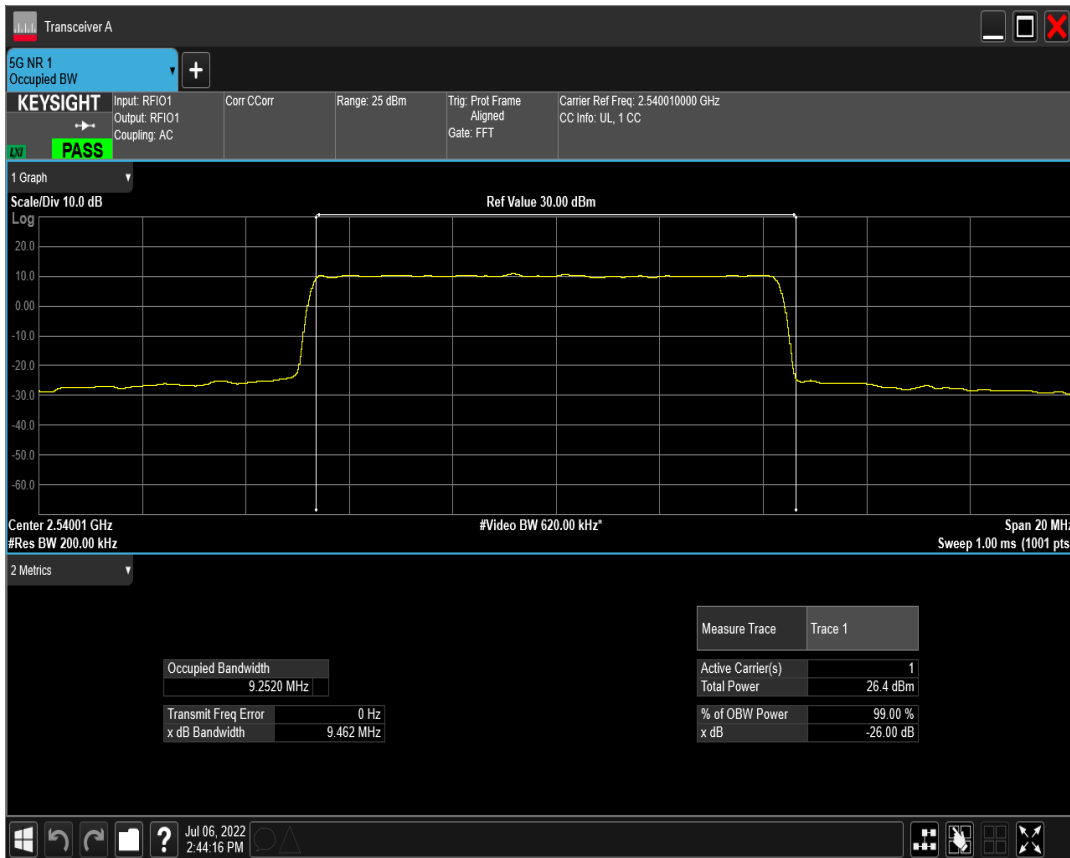 Transceiver A
5G NR 1
Occupied BW
+
KEYSIGHT
LXI
PASS
Input: RFIO1
Output: RFIO1
Coupling: AC
Corr CCorr
Range: 25 dBm
Trig: Prot Frame
Aligned
Gate: FFT
Carrier Ref Freq: 2.540010000 GHz
CC Info: UL, 1 CC
1 Graph
Scale/Div 10.0 dB
Ref Value 30.00 dBm
Log
20.0
10.0
0.00
-10.0
-20.0
-30.0
-40.0
-50.0
-60.0
Center 2.54001 GHz
#Video BW 620.00 kHz*
Span 20 MHz
#Res BW 200.00 kHz
Sweep 1.00 ms (1001 pts
2 Metrics
Measure Trace Trace 1
Occupied Bandwidth
9.2520 MHz
Active Carrier(s) 1
Total Power 26.4 dBm
Transmit Freq Error 0 Hz
x dB Bandwidth 9.462 MHz
% of OBW Power 99.00 %
x dB -26.00 dB
?
Jul 06, 2022
2:44:16 PM